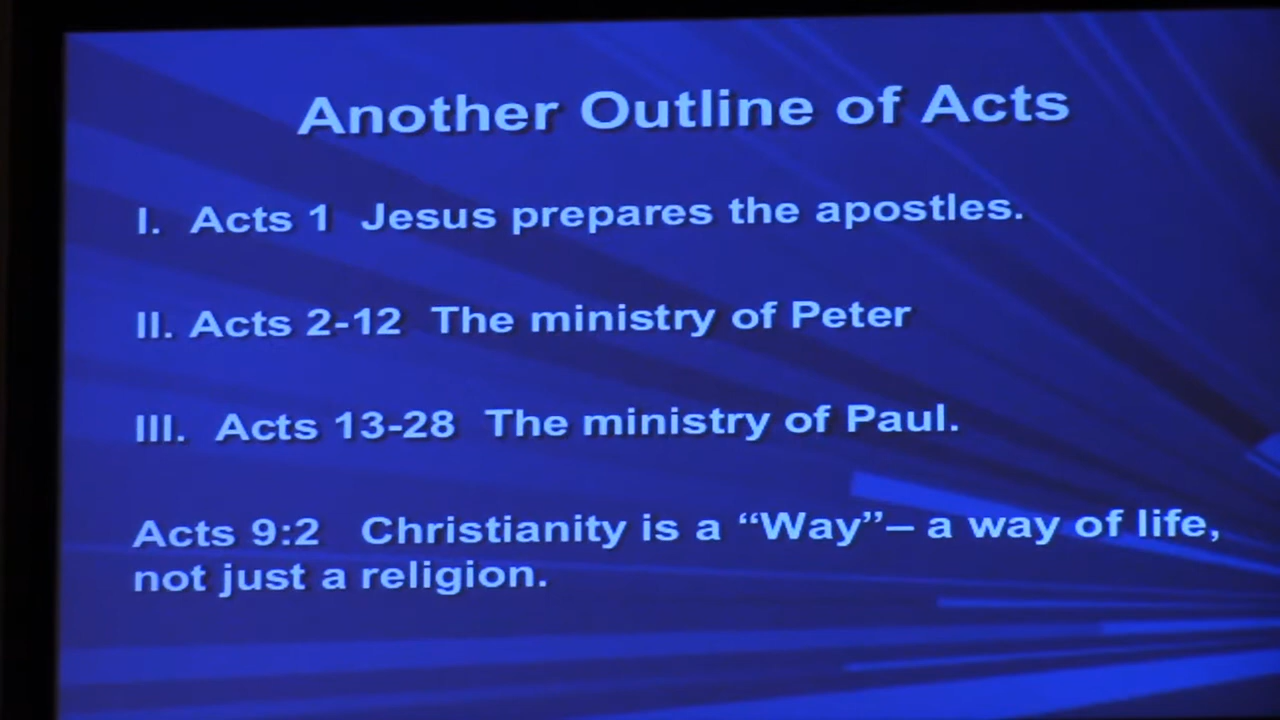 Another Outline of Acts
I. Acts 1 Jesus prepares the apostles.
II. Acts 2-12 The ministry of Peter
III. Acts 13-28 The ministry of Paul.
Acts 9:2 Christianity is a “Way”– a way of life,
not just a religion.